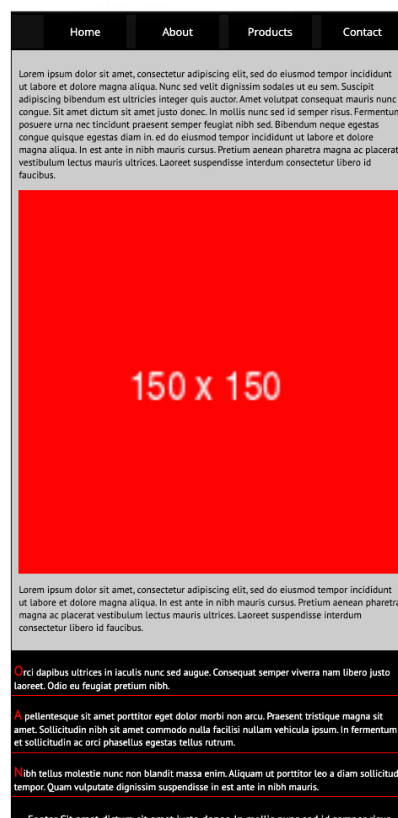 Home About Products Contact
Lorem ipsum dolor sit amet, consectetur adipiscing elit, sed do eiusmod tempor incididunt
ut labore et dolore magna aliqua. Nunc sed velit dignissim sodales ut eu sem. Suscipit
adipiscing bibendum est ultricies integer quis auctor. Amet volutpat consequat mauris nunc
congue. Sit amet dictum sit amet justo donec. In mollis nunc sed id semper risus. Fermentum
posuere urna nec tincidunt praesent semper feugiat nibh sed. Bibendum neque egestas
congue quisque egestas diam in. ed do eiusmod tempor incididunt ut labore et dolore
magna aliqua. In est ante in nibh mauris cursus. Pretium aenean pharetra magna ac placerat
vestibulum lectus mauris ultrices. Laoreet suspendisse interdum consectetur libero id
faucibus.
150 x 150
Lorem ipsum dolor sit amet, consectetur adipiscing elit, sed do eiusmod tempor incididunt
ut labore et dolore magna aliqua. In est ante in nibh mauris cursus. Pretium aenean pharetra
magna ac placerat vestibulum lectus mauris ultrices. Laoreet suspendisse interdum
consectetur libero id faucibus.
Orci dapibus ultrices in iaculis nunc sed augue. Consequat semper viverra nam libero justo
laoreet. Odio eu feugiat pretium nibh.
A pellentesque sit amet porttitor eget dolor morbi non arcu. Praesent tristique magna sit
amet. Sollicitudin nibh sit amet commodo nulla facilisi nullam vehicula ipsum. In fermentum
et sollicitudin ac orci phasellus egestas tellus rutrum.
Nibh tellus molestie nunc non blandit massa enim. Aliquam ut porttitor leo a diam sollicitudin
tempor. Quam vulputate dignissim suspendisse in est ante in nibh mauris.